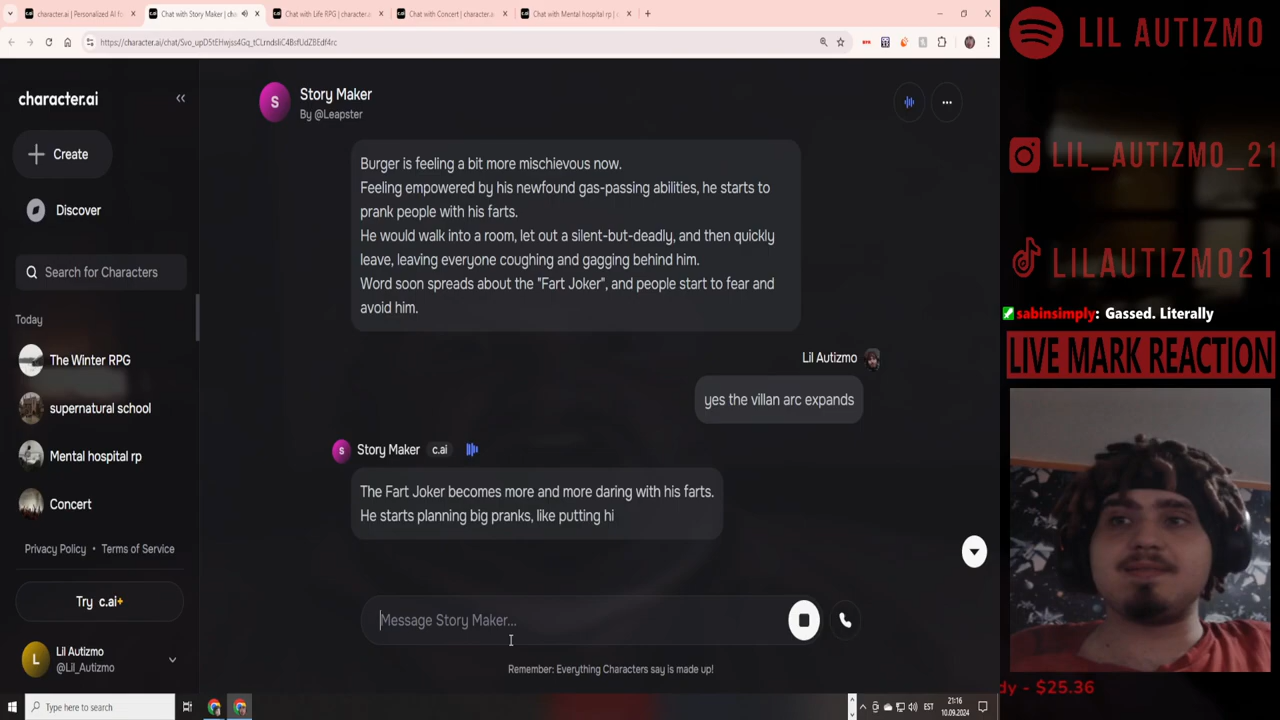 character.ai | Personalized AI for
Chat with Story Maker | cha
Chat with Life RPG | character.ai
Chat with Concert | character.ai
Chat with Mental hospital rp | c
https://character.ai/chat/Svo_upD5tEHwjss4Gq_tCLrndsliC4BsfUdZBEdf4rc
character.ai
Create
Discover
Search for Characters
Today
The Winter RPG
supernatural school
Mental hospital rp
Concert
Privacy Policy • Terms of Service
Try c.ai+
L
Lil Autizmo
@Lil_Autizmo
S
Story Maker
By @Leapster
Burger is feeling a bit more mischievous now.
Feeling empowered by his newfound gas-passing abilities, he starts to
prank people with his farts.
He would walk into a room, let out a silent-but-deadly, and then quickly
leave, leaving everyone coughing and gagging behind him.
Word soon spreads about the "Fart Joker", and people start to fear and
avoid him.
Lil Autizmo
yes the villan arc expands
S
Story Maker c.ai
The Fart Joker becomes more and more daring with his farts.
He starts planning big pranks, like putting hi
Message Story Maker...
Remember: Everything Characters say is made up!
LIL AUTIZMO
LIL_AUTIZMO_21
LILAUTIZMO21
sabinsimply: Gassed. Literally
LIVE MARK REACTION
dy - $25.36
Type here to search
EST
21:16
10.09.2024